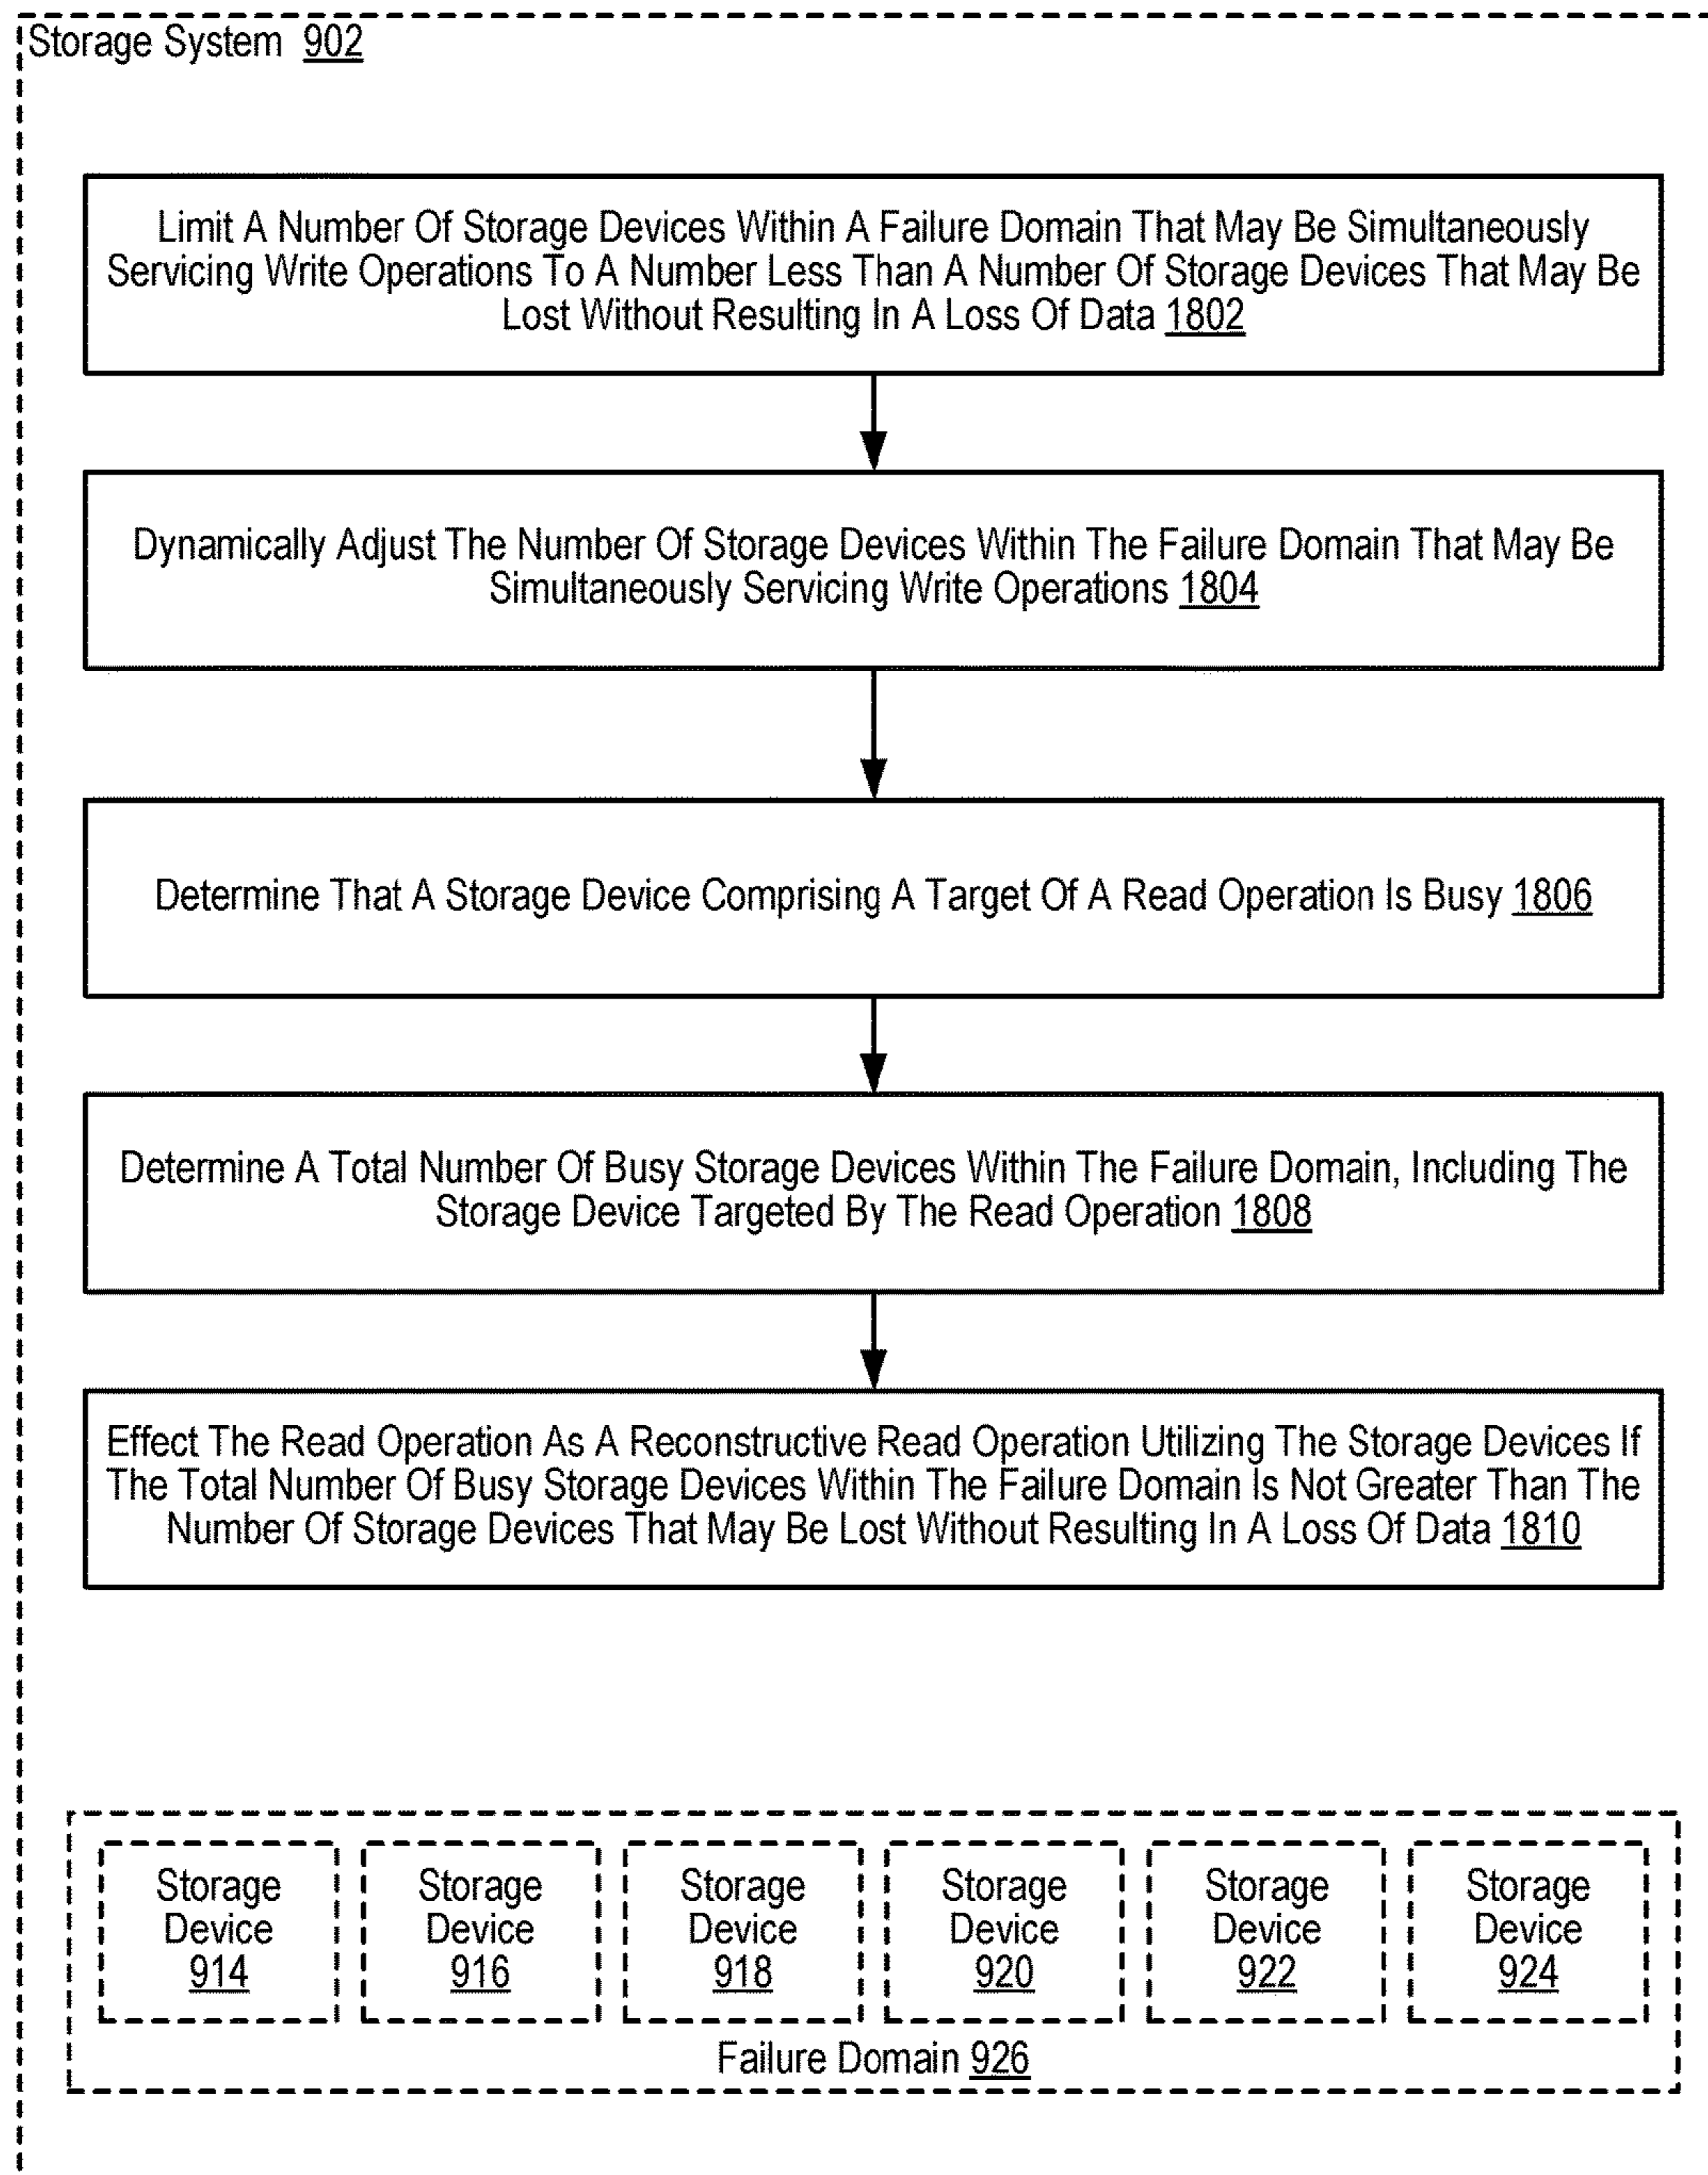 Storage System 902
Limit A Number Of Storage Devices Within A Failure Domain That May Be Simultaneously
Servicing Write Operations To A Number Less Than A Number Of Storage Devices That May Be
Lost Without Resulting In A Loss Of Data 1802
Dynamically Adjust The Number Of Storage Devices Within The Failure Domain That May Be
Simultaneously Servicing Write Operations 1804
Determine That A Storage Device Comprising A Target Of A Read Operation Is Busy 1806
Determine A Total Number Of Busy Storage Devices Within The Failure Domain, Including The
Storage Device Targeted By The Read Operation 1808
Effect The Read Operation As A Reconstructive Read Operation Utilizing The Storage Devices If
The Total Number Of Busy Storage Devices Within The Failure Domain Is Not Greater Than The
Number Of Storage Devices That May Be Lost Without Resulting In A Loss Of Data 1810
Storage
Device
914
Storage
Device
916
Storage
Device
918
Storage
Device
920
Storage
Device
922
Storage
Device
924
Failure Domain 926